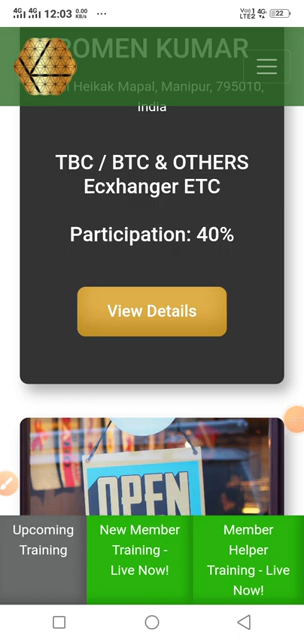 4G 4G 12:03 0.00 KB/s ...
Vo)) 1 LTE2 4G 22
ROMEN KUMAR
Heikak Mapal, Manipur, 795010,
India
TBC / BTC & OTHERS
Ecxhanger ETC
Participation: 40%
View Details
OPEN
Upcoming
Training
New Member
Training -
Live Now!
Member
Helper
Training - Live
Now!